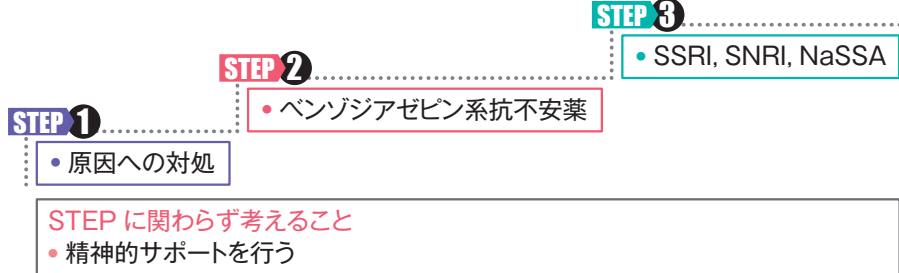 STEP 3
• SSRI, SNRI, NaSSA
STEP 2
• ベンゾジアゼピン系抗不安薬
STEP 1
• 原因への対処
STEP に関わらず考えること
• 精神的サポートを行う